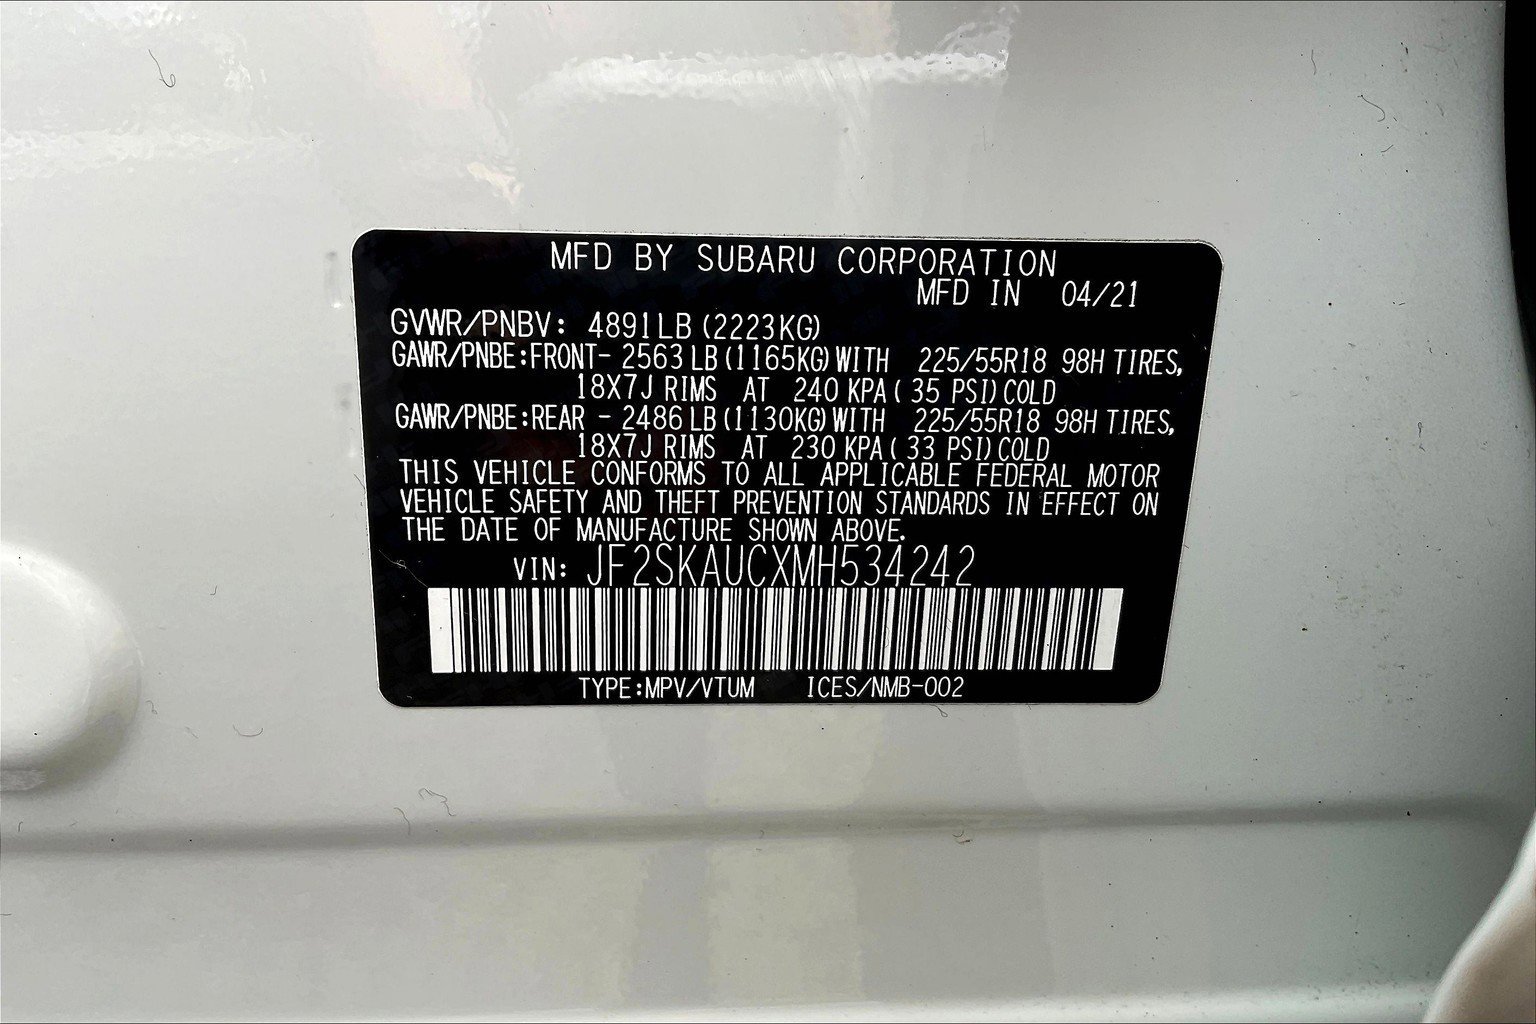 MFD BY SUBARU CORPORATION
MFD IN 04/21
GVWR/PNBV: 4891LB (2223KG)
GAWR/PNBE:FRONT- 2563 LB (1165KG) WITH 225/55R18 98H TIRES,
18X7J RIMS AT 240 KPA ( 35 PSI) COLD
GAWR/PNBE:REAR - 2486 LB (1130KG) WITH 225/55R18 98H TIRES,
18X7J RIMS AT 230 KPA ( 33 PSI) COLD
THIS VEHICLE CONFORMS TO ALL APPLICABLE FEDERAL MOTOR
VEHICLE SAFETY AND THEFT PREVENTION STANDARDS IN EFFECT ON
THE DATE OF MANUFACTURE SHOWN ABOVE.
VIN: JF2SKAUCXMH534242
TYPE:MPV/VTUM ICES/NMB-002